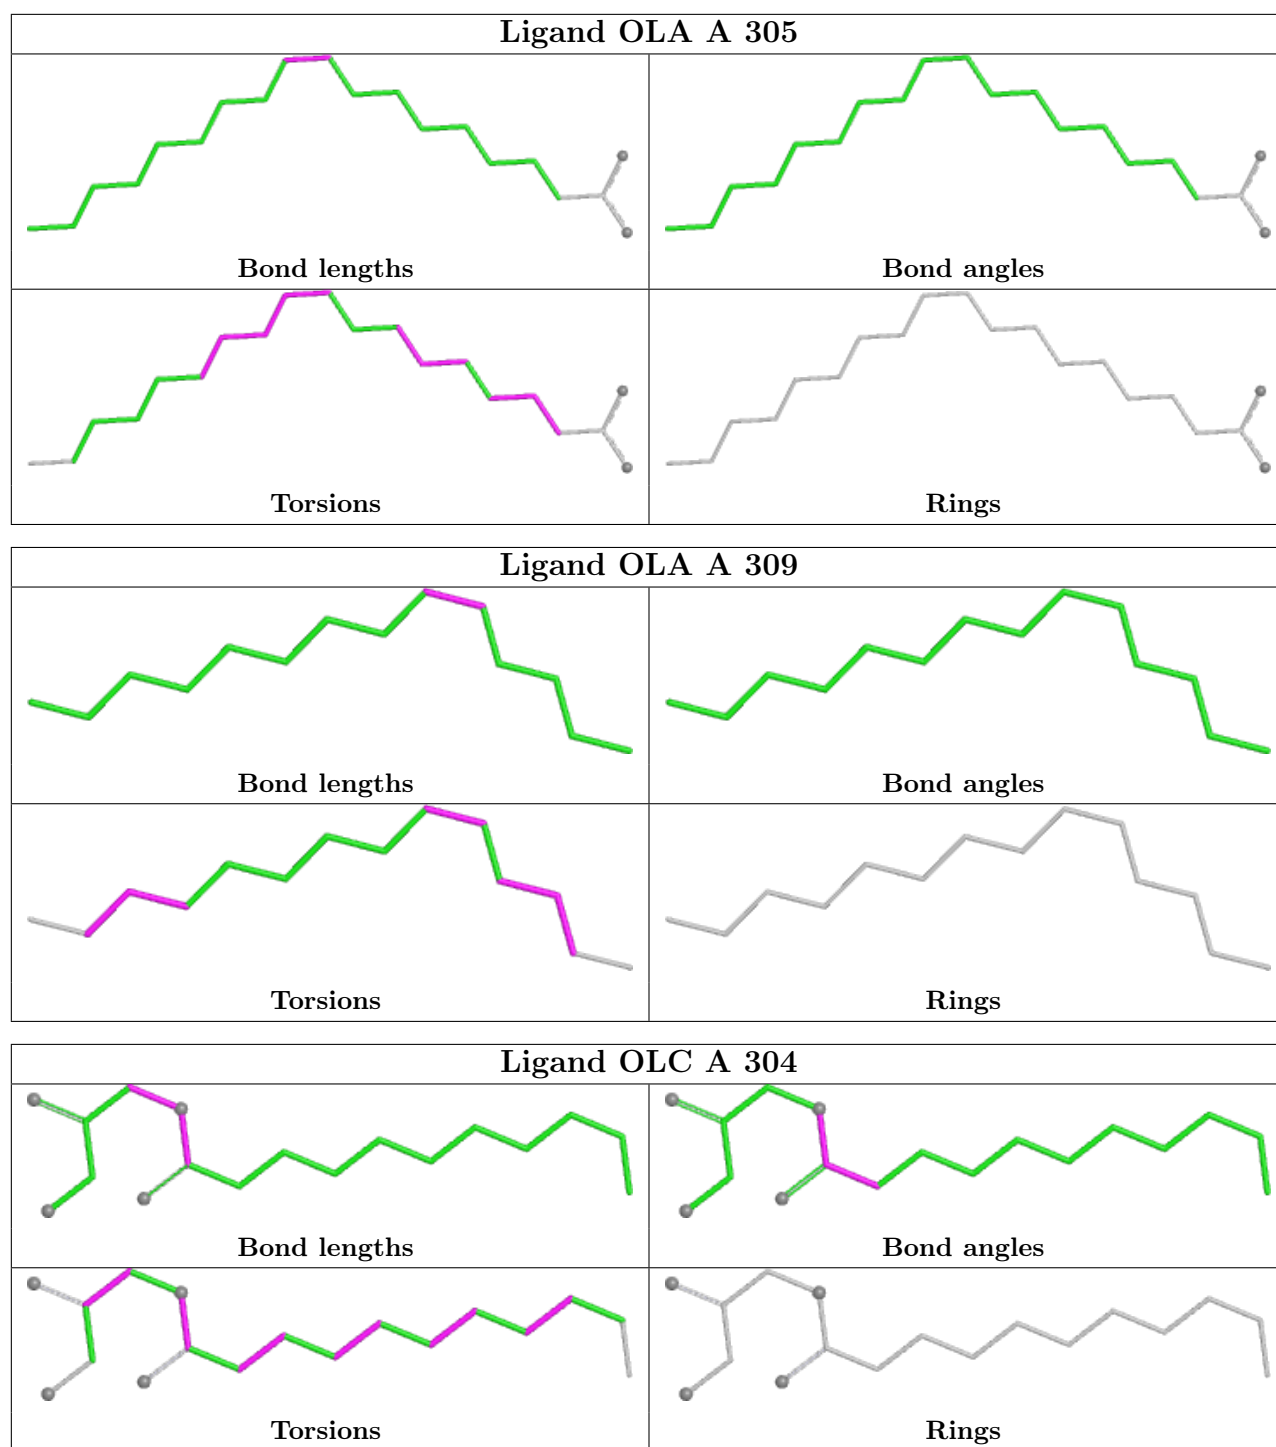 Ligand OLA A 305
Bond lengths
Bond angles
Torsions
Rings
Ligand OLA A 309
Bond lengths
Bond angles
Torsions
Rings
Ligand OLC A 304
Bond lengths
Bond angles
Torsions
Rings